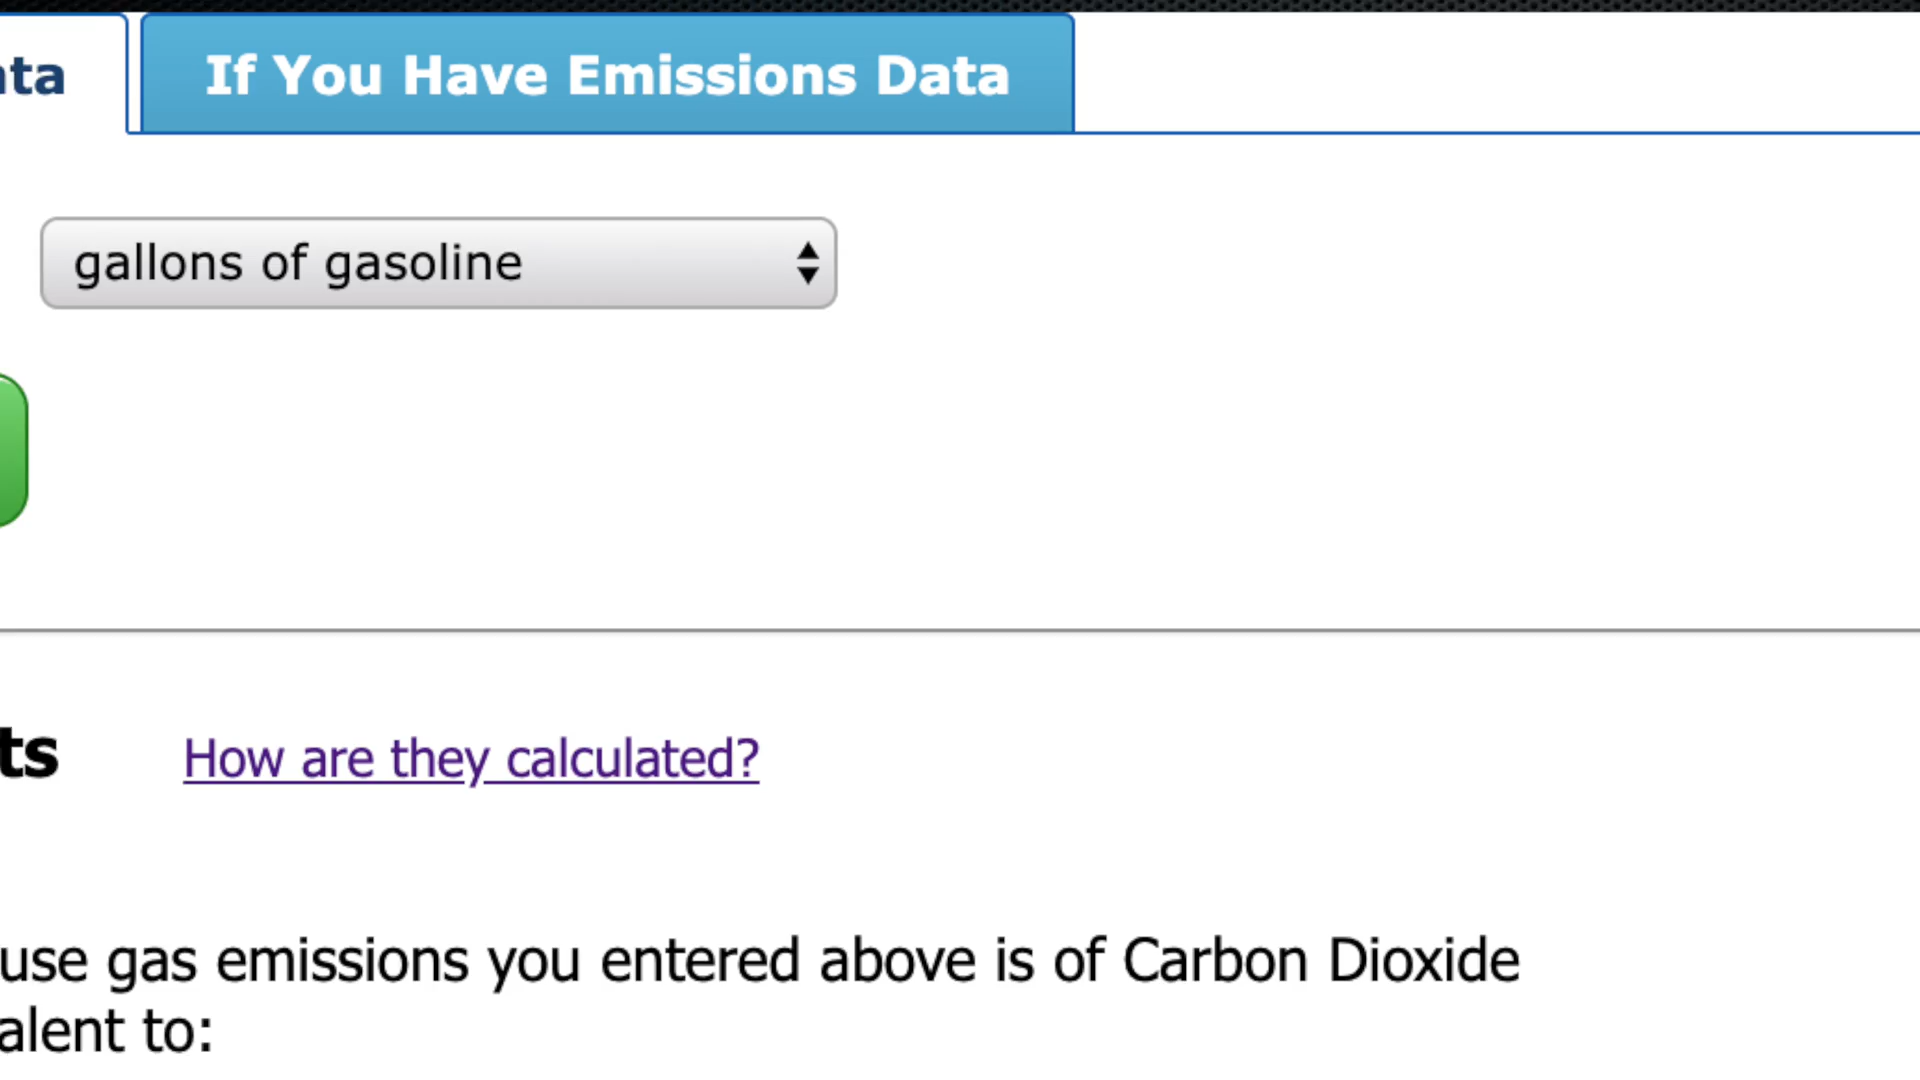 ta If You Have Emissions Data
gallons of gasoline
ts How are they calculated?
use gas emissions you entered above is of Carbon Dioxide
alent to: